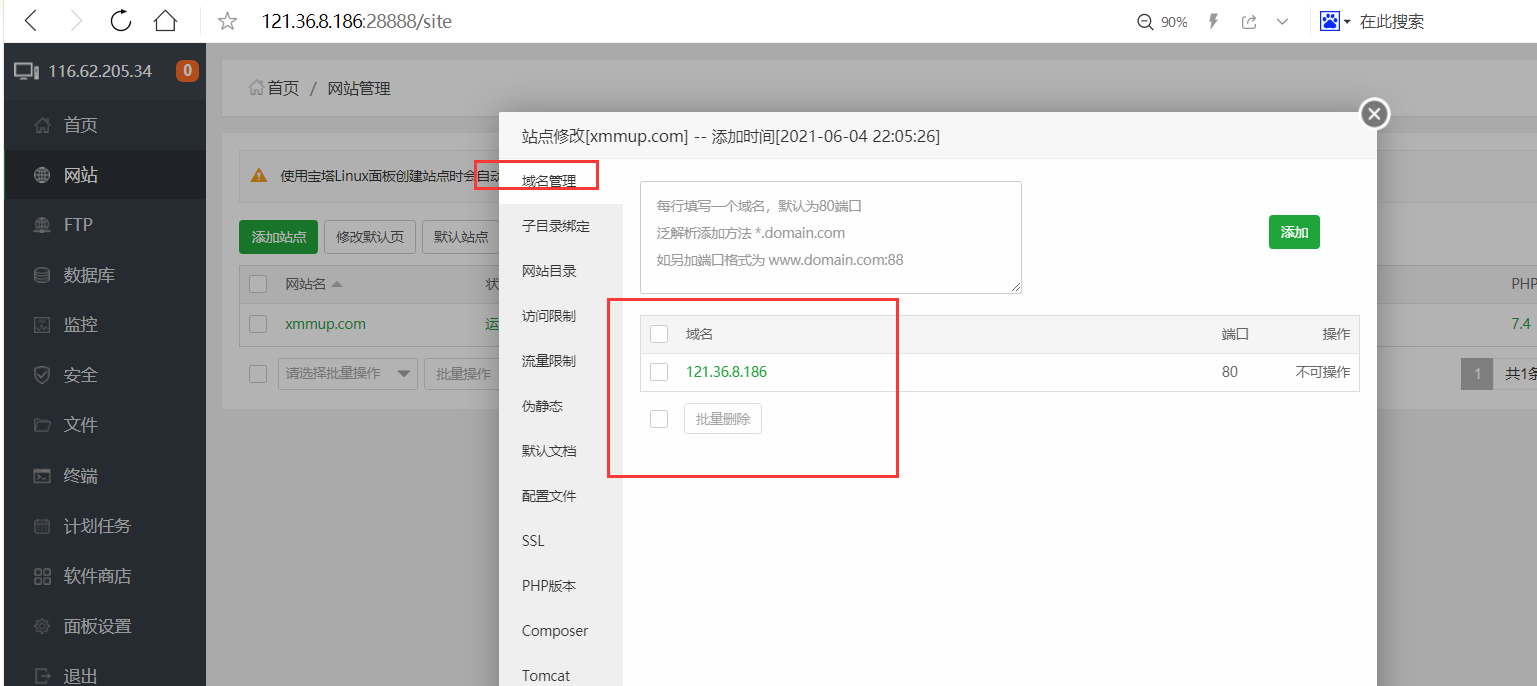 121.36.8.186:28888/site
90%
在此搜索
116.62.205.34
0
首页
网站
FTP
数据库
监控
安全
文件
终端
计划任务
软件商店
面板设置
退出
首页 / 网站管理
使用宝塔Linux面板创建站点时会自动
添加站点
修改默认页
默认站点
网站名
状
xmmup.com
运
请选择批量操作
批量操作
PHP
7.4
1
共1条
站点修改[xmmup.com] -- 添加时间[2021-06-04 22:05:26]
域名管理
子目录绑定
网站目录
访问限制
流量限制
伪静态
默认文档
配置文件
SSL
PHP版本
Composer
Tomcat
每行填写一个域名，默认为80端口
泛解析添加方法 *.domain.com
如另加端口格式为 www.domain.com:88
添加
域名 端口 操作
121.36.8.186 80 不可操作
批量删除